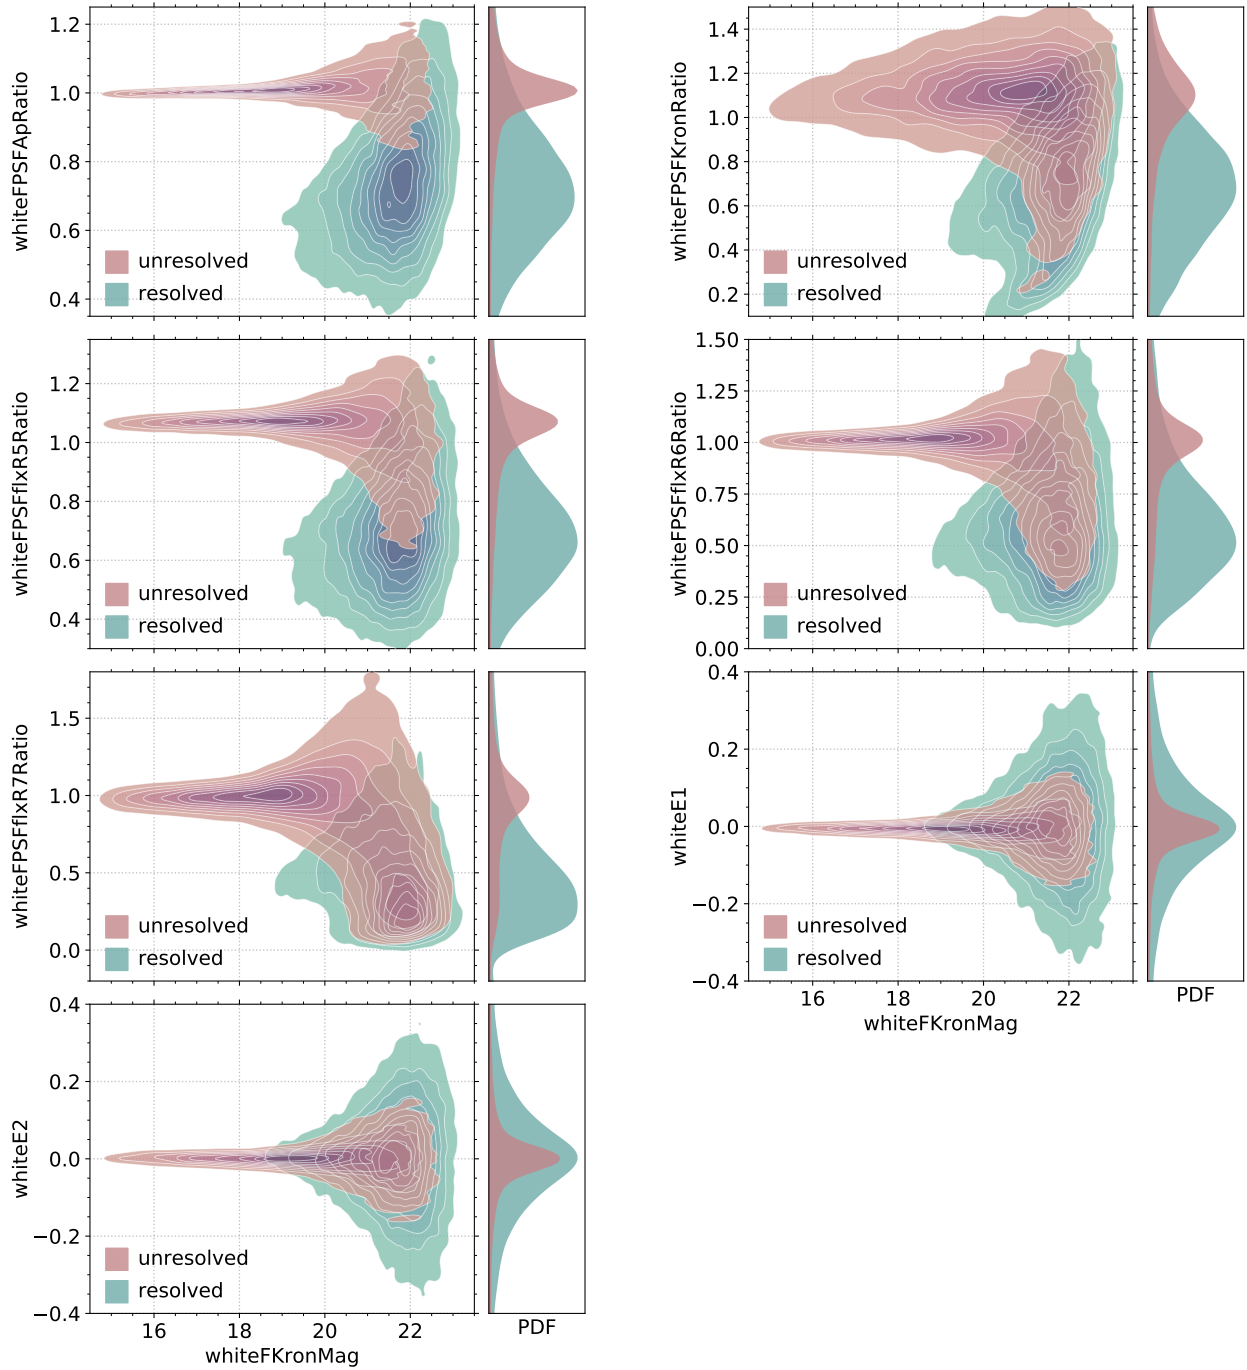 whiteFPSFApRatio
1.2
1.0
0.8
0.6
0.4
unresolved
resolved
whiteFPSFKronRatio
1.4
1.2
1.0
0.8
0.6
0.4
0.2
unresolved
resolved
whiteFPSFflxR5Ratio
1.2
1.0
0.8
0.6
0.4
unresolved
resolved
whiteFPSFflxR6Ratio
1.50
1.25
1.00
0.75
0.50
0.25
0.00
unresolved
resolved
whiteFPSFflxR7Ratio
1.5
1.0
0.5
0.0
unresolved
resolved
whiteE1
0.4
0.2
0.0
−0.2
−0.4
unresolved
resolved
16 18 20 22
whiteFKronMag
PDF
whiteE2
0.4
0.2
0.0
−0.2
−0.4
unresolved
resolved
16 18 20 22
whiteFKronMag
PDF